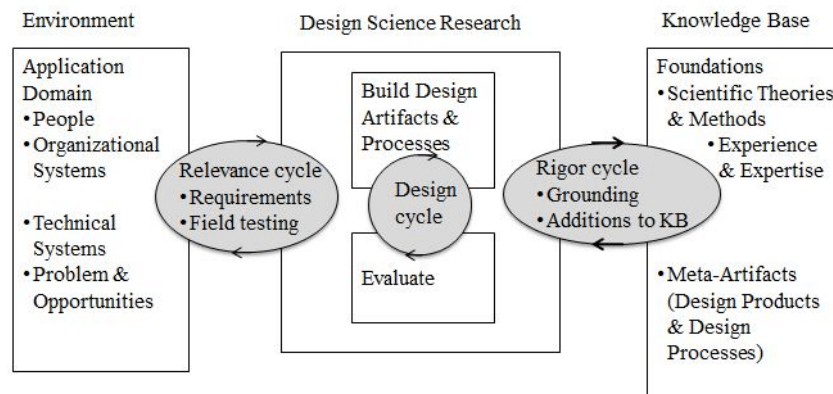 Environment
Design Science Research
Knowledge Base
Application
Domain
•People
•Organizational
Systems
•Technical
Systems
•Problem &
Opportunities
Relevance cycle
•Requirements
•Field testing
Build Design
Artifacts &
Processes
Design
cycle
Evaluate
Rigor cycle
•Grounding
•Additions to KB
Foundations
•Scientific Theories
& Methods
•Experience
& Expertise
•Meta-Artifacts
(Design Products
& Design
Processes)